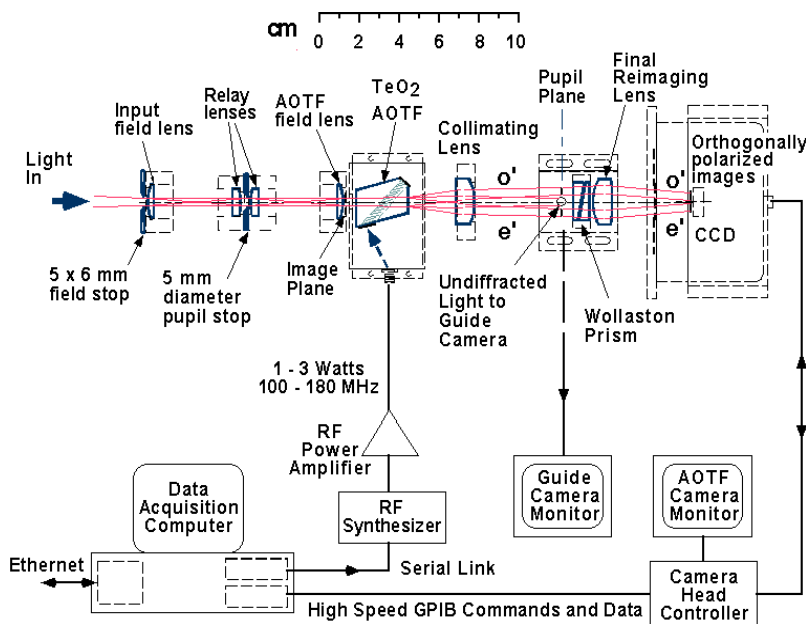 cm
0 2 4 6 8 10
TeO2
AOTF
Final
Reimaging
Lens
Pupil
Plane
Input
field lens
Relay
lenses
AOTF
field lens
Collimating
Lens
Orthogonally
polarized
images
Light
In
o'
e'
o'
e'
CCD
5 x 6 mm
field stop
5 mm
diameter
pupil stop
Image
Plane
Undiffracted
Light to
Guide
Camera
Wollaston
Prism
1 - 3 Watts
100 - 180 MHz
RF
Power
Amplifier
Data
Acquisition
Computer
RF
Synthesizer
Guide
Camera
Monitor
AOTF
Camera
Monitor
Ethernet
Serial Link
Camera
Head
Controller
High Speed GPIB Commands and Data